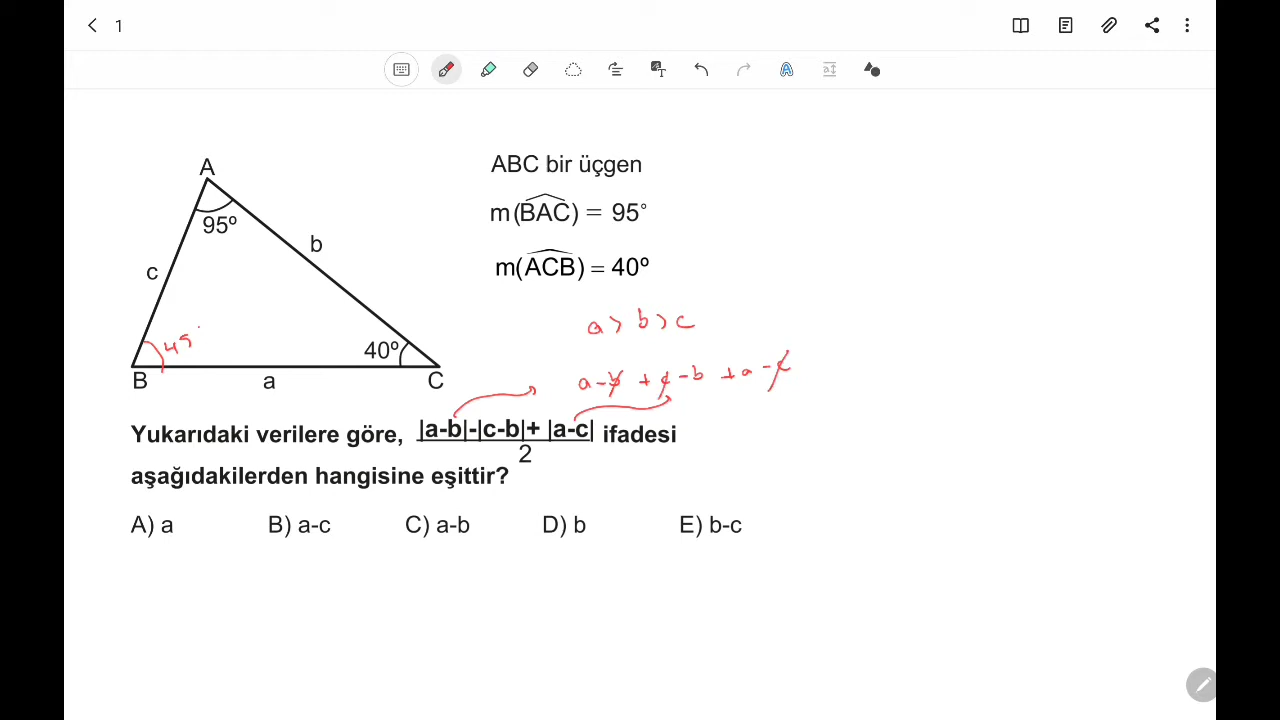 1
A
ABC bir üçgen
95º
m(BAC) = 95°
b
c
m(ACB) = 40º
a > b > c
45
40º
B
a
C
a-b + c-b + a-c
Yukarıdaki verilere göre, |a-b|-|c-b|+ |a-c| ifadesi
2
aşağıdakilerden hangisine eşittir?
A) a B) a-c C) a-b D) b E) b-c